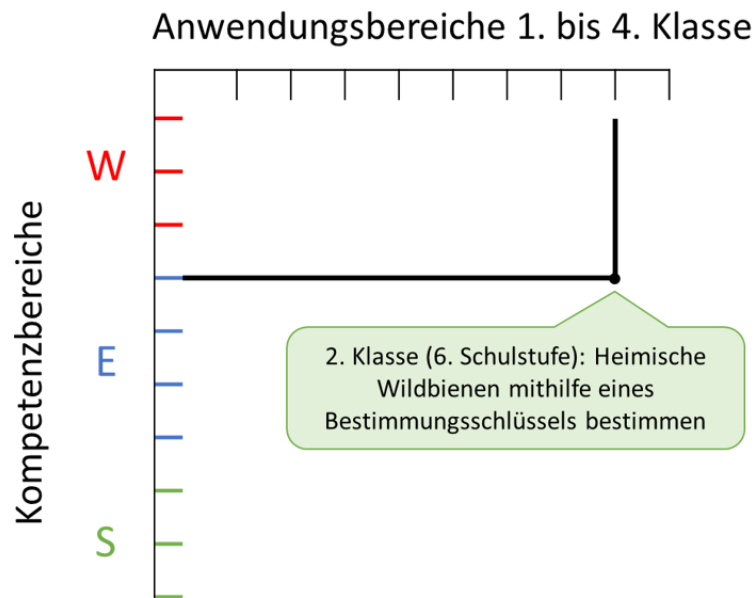 Anwendungsbereiche 1. bis 4. Klasse
Kompetenzbereiche
W
E
S
2. Klasse (6. Schulstufe): Heimische
Wildbienen mithilfe eines
Bestimmungsschlüssels bestimmen